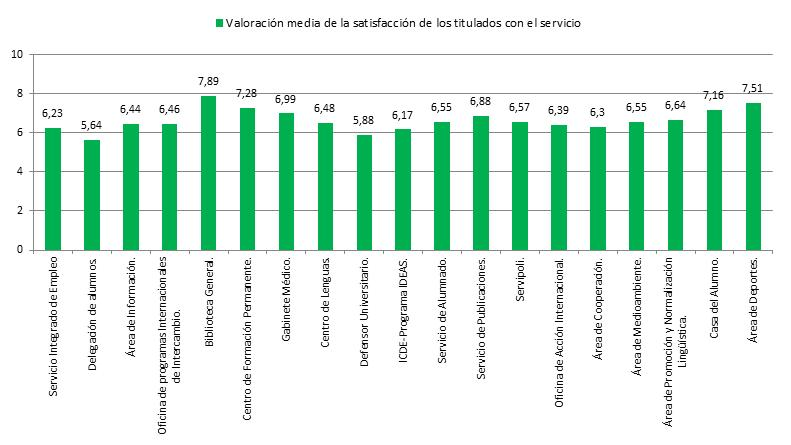 Valoración media de la satisfacción de los titulados con el servicio
10
8
6
4
2
0
6,23
5,64
6,44
6,46
7,89
7,28
6,99
6,48
5,88
6,17
6,55
6,88
6,57
6,39
6,3
6,55
6,64
7,16
7,51
Servicio Integrado de Empleo
Delegación de alumnos.
Área de Información.
Oficina de programas Internacionales
de Intercambio.
Biblioteca General.
Centro de Formación Permanente.
Gabinete Médico.
Centro de Lenguas.
Defensor Universitario.
ICDE-Programa IDEAS.
Servicio de Alumnado.
Servicio de Publicaciones.
Servipoli.
Oficina de Acción Internacional.
Área de Cooperación.
Área de Medioambiente.
Área de Promoción y Normalización
Lingüística.
Casa del Alumno.
Área de Deportes.